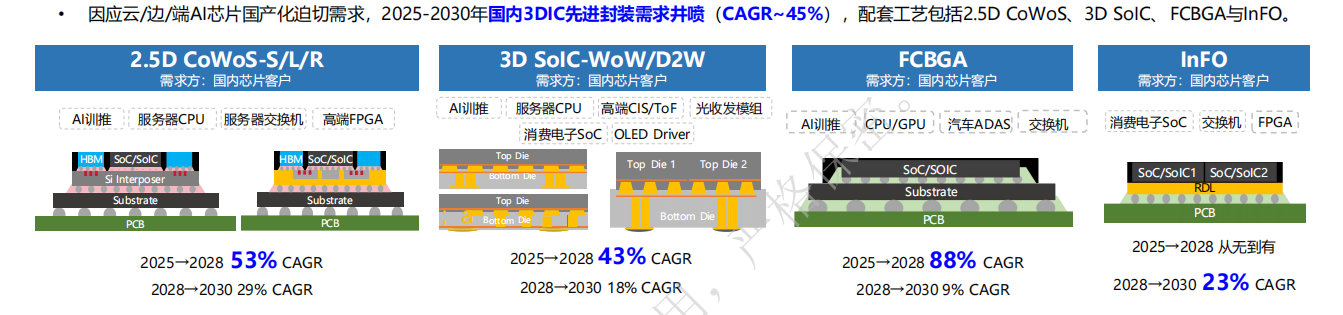 • 因应云/边/端AI芯片国产化迫切需求，2025-2030年国内3DIC先进封装需求井喷（CAGR~45%），配套工艺包括2.5D CoWoS、3D SoIC、FCBGA与InFO。
2.5D CoWoS-S/L/R
需求方：国内芯片客户
AI训推 服务器CPU 服务器交换机 高端FPGA
HBM SoC/SoIC
Si Interposer
Substrate
PCB
HBM SoC/SoIC
Substrate
PCB
2025→2028 53% CAGR
2028→2030 29% CAGR
3D SoIC-WoW/D2W
需求方：国内芯片客户
AI训推 服务器CPU 高端CIS/ToF 光收发模组
消费电子SoC OLED Driver
Top Die
Bottom Die
Top Die
Bottom Die
Top Die 1 Top Die 2
Bottom Die
2025→2028 43% CAGR
2028→2030 18% CAGR
FCBGA
需求方：国内芯片客户
AI训推 CPU/GPU 汽车ADAS 交换机
SoC/SOIC
Substrate
PCB
2025→2028 88% CAGR
2028→2030 9% CAGR
InFO
需求方：国内芯片客户
消费电子SoC 交换机 FPGA
SoC/SoIC1 SoC/SoIC2
RDL
PCB
2025→2028 从无到有
2028→2030 23% CAGR
用，严格保密。